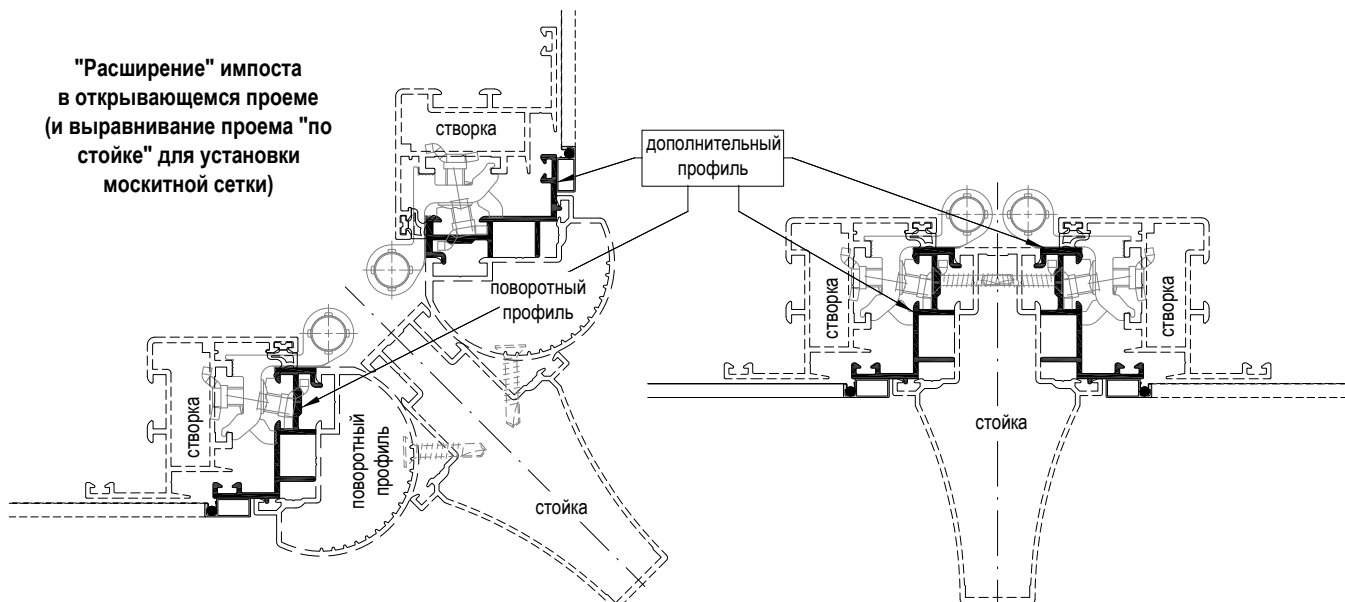 "Расширение" импоста
в открывающемся проеме
(и выравнивание проема "по
стойке" для установки
москитной сетки)
створка
дополнительный
профиль
поворотный
профиль
створка
поворотный
профиль
стойка
створка
створка
стойка